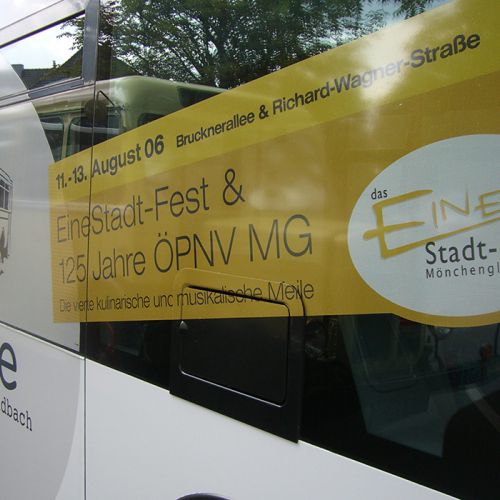 11.-13. August 06 Brucknerallee & Richard-Wagner-Straße
EineStadt-Fest &
125 Jahre ÖPNV MG
Die vierte kulinarische und musikalische Meile
das
EINE
Stadt-
Mönchengl
e
dbach